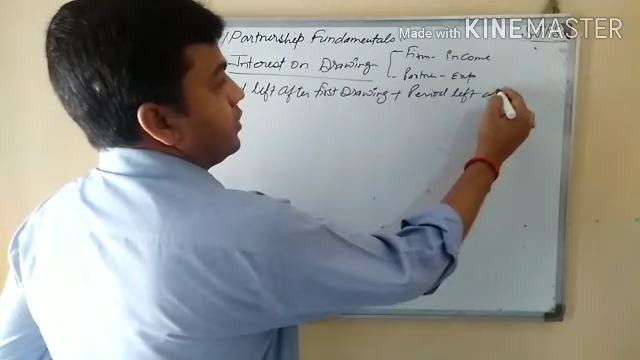 Made with KINEMASTER
Partnership Fundamentals
Interest on Drawing
Firm - income
Partner - Exp
left after first Drawing + Period left